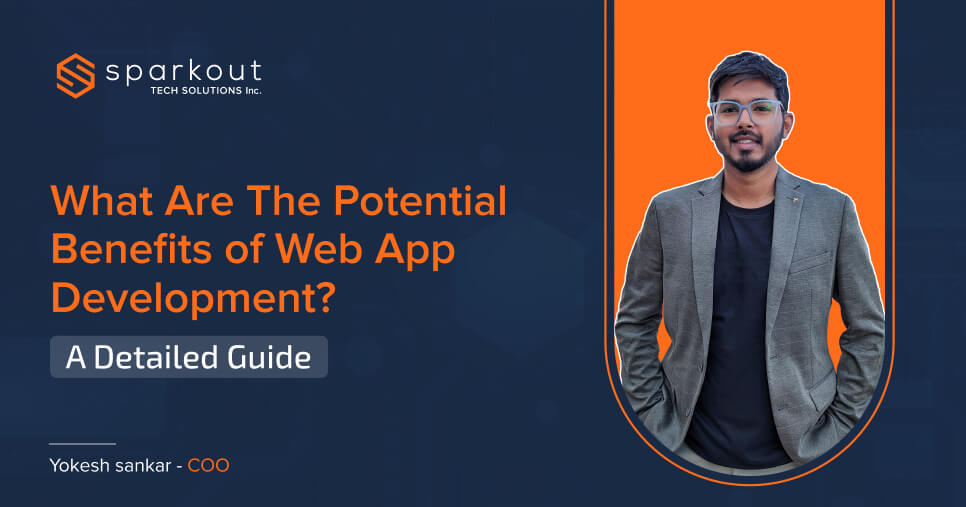 sparkout
TECH SOLUTIONS Inc.
What Are The Potential
Benefits of Web App
Development?
A Detailed Guide
Yokesh sankar - COO